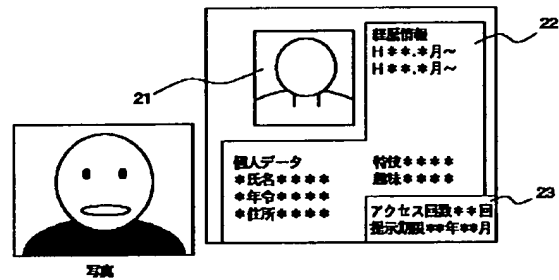 経歴情報
H**.*月~
H**.*月~
22
21
個人データ
*氏名****
*年令****
*住所****
特技****
趣味****
23
アクセス回数**回
提示期限**年**月
写真